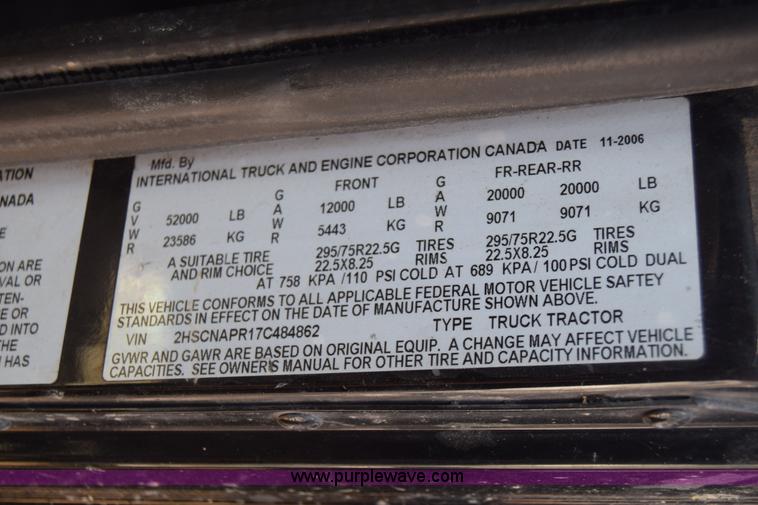 Mfd. By
INTERNATIONAL TRUCK AND ENGINE CORPORATION CANADA DATE 11-2006
G FRONT G FR-REAR-RR
V 52000 LB A 12000 LB A 20000 20000 LB
W W W
R 23586 KG R 5443 KG R 9071 9071 KG
A SUITABLE TIRE 295/75R22.5G TIRES 295/75R22.5G TIRES
AND RIM CHOICE 22.5X8.25 RIMS 22.5X8.25 RIMS
AT 758 KPA /110 PSI COLD AT 689 KPA / 100PSI COLD DUAL
THIS VEHICLE CONFORMS TO ALL APPLICABLE FEDERAL MOTOR VEHICLE SAFTEY
STANDARDS IN EFFECT ON THE DATE OF MANUFACTURE SHOWN ABOVE.
VIN 2HSCNAPR17C484862 TYPE TRUCK TRACTOR
GVWR AND GAWR ARE BASED ON ORIGINAL EQUIP. A CHANGE MAY AFFECT VEHICLE
CAPACITIES. SEE OWNER'S MANUAL FOR OTHER TIRE AND CAPACITY INFORMATION.
ATION
NADA
E
ON ARE
VAL OR
TEN-
E OR
D INTO
R THE
H HAS
www.purplewave.com